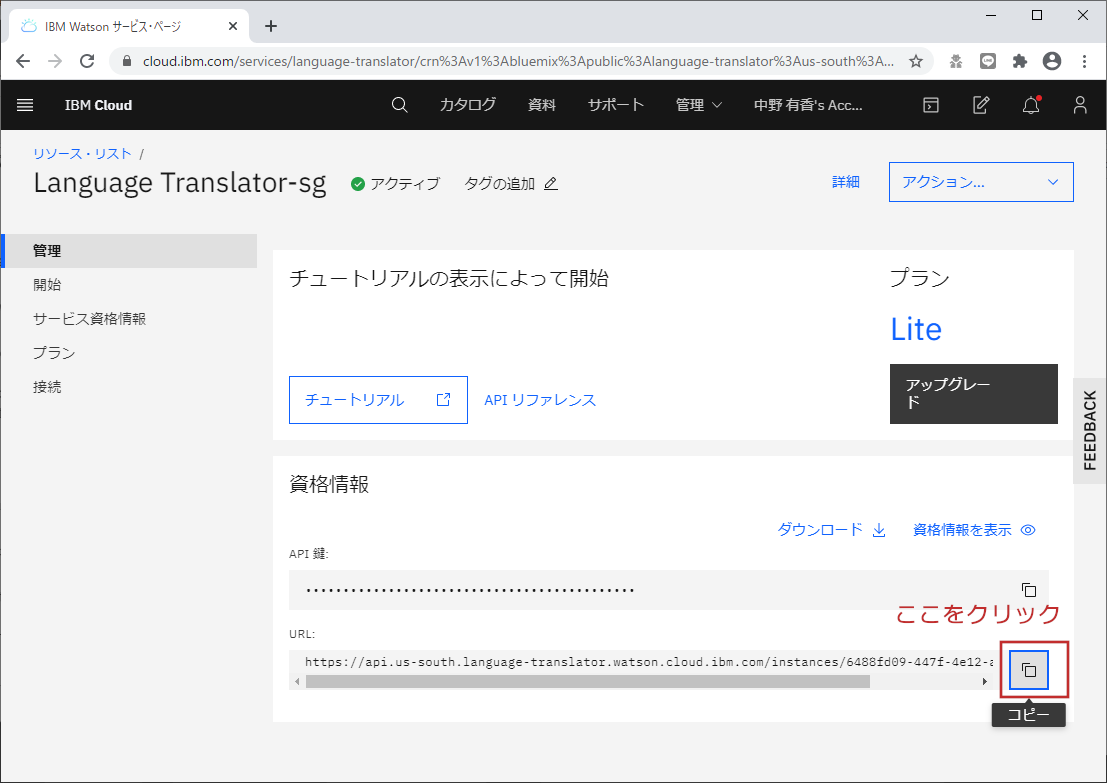 IBM Watson サービス・ページ
cloud.ibm.com/services/language-translator/crn%3Av1%3Abluemix%3Apublic%3Alanguage-translator%3Aus-south%3A...
IBM Cloud
カタログ
資料
サポート
管理
中野 有香's Acc...
リソース・リスト /
Language Translator-sg
アクティブ
タグの追加
詳細
アクション...
管理
開始
サービス資格情報
プラン
接続
チュートリアルの表示によって開始
チュートリアル
API リファレンス
プラン
Lite
アップグレー
ド
FEEDBACK
資格情報
ダウンロード
資格情報を表示
API 鍵:
ここをクリック
URL:
https://api.us-south.language-translator.watson.cloud.ibm.com/instances/6488fd09-447f-4e12-a
コピー